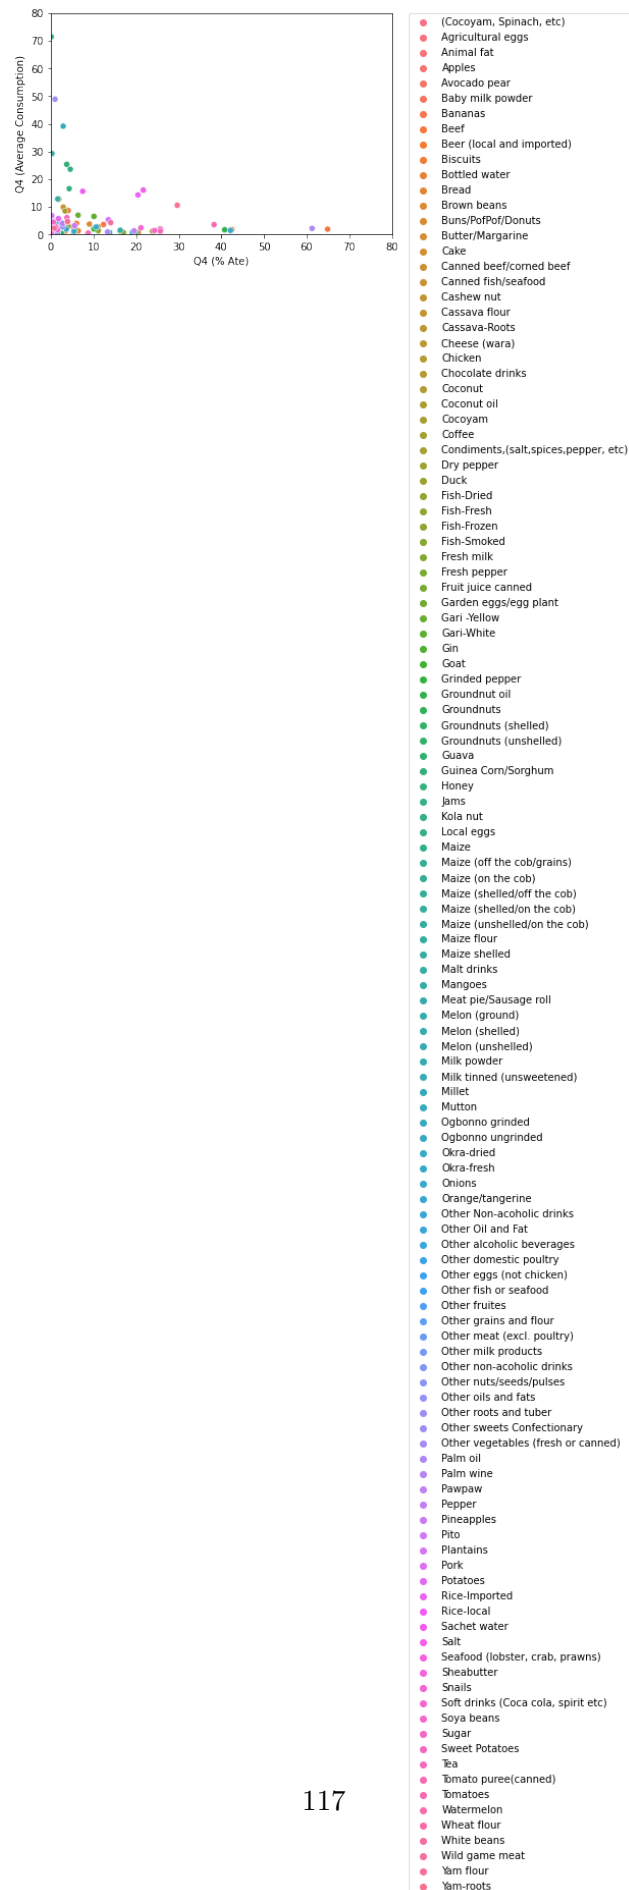 80
70
60
50
40
30
20
10
0
Q4 (Average Consumption)
0 10 20 30 40 50 60 70 80
Q4 (% Ate)
(Cocoyam, Spinach, etc)
Agricultural eggs
Animal fat
Apples
Avocado pear
Baby milk powder
Bananas
Beef
Beer (local and imported)
Biscuits
Bottled water
Bread
Brown beans
Buns/PofPof/Donuts
Butter/Margarine
Cake
Canned beef/corned beef
Canned fish/seafood
Cashew nut
Cassava flour
Cassava-Roots
Cheese (wara)
Chicken
Chocolate drinks
Coconut
Coconut oil
Cocoyam
Coffee
Condiments,(salt,spices,pepper, etc)
Dry pepper
Duck
Fish-Dried
Fish-Fresh
Fish-Frozen
Fish-Smoked
Fresh milk
Fresh pepper
Fruit juice canned
Garden eggs/egg plant
Gari -Yellow
Gari-White
Gin
Goat
Grinded pepper
Groundnut oil
Groundnuts
Groundnuts (shelled)
Groundnuts (unshelled)
Guava
Guinea Corn/Sorghum
Honey
Jams
Kola nut
Local eggs
Maize
Maize (off the cob/grains)
Maize (on the cob)
Maize (shelled/off the cob)
Maize (shelled/on the cob)
Maize (unshelled/on the cob)
Maize flour
Maize shelled
Malt drinks
Mangoes
Meat pie/Sausage roll
Melon (ground)
Melon (shelled)
Melon (unshelled)
Milk powder
Milk tinned (unsweetened)
Millet
Mutton
Ogbonno grinded
Ogbonno ungrinded
Okra-dried
Okra-fresh
Onions
Orange/tangerine
Other Non-acoholic drinks
Other Oil and Fat
Other alcoholic beverages
Other domestic poultry
Other eggs (not chicken)
Other fish or seafood
Other fruites
Other grains and flour
Other meat (excl. poultry)
Other milk products
Other non-acoholic drinks
Other nuts/seeds/pulses
Other oils and fats
Other roots and tuber
Other sweets Confectionary
Other vegetables (fresh or canned)
Palm oil
Palm wine
Pawpaw
Pepper
Pineapples
Pito
Plantains
Pork
Potatoes
Rice-Imported
Rice-local
Sachet water
Salt
Seafood (lobster, crab, prawns)
Sheabutter
Snails
Soft drinks (Coca cola, spirit etc)
Soya beans
Sugar
Sweet Potatoes
Tea
Tomato puree(canned)
Tomatoes
Watermelon
Wheat flour
White beans
Wild game meat
Yam flour
Yam-roots
117